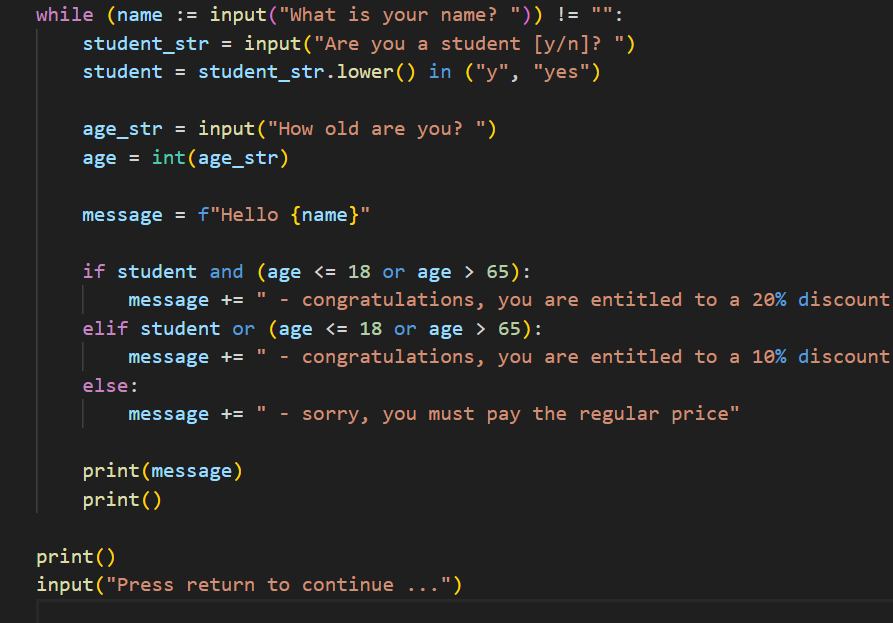 while (name := input("What is your name? ")) != "":
    student_str = input("Are you a student [y/n]? ")
    student = student_str.lower() in ("y", "yes")
    age_str = input("How old are you? ")
    age = int(age_str)
    message = f"Hello {name}"
    if student and (age <= 18 or age > 65):
        message += " - congratulations, you are entitled to a 20% discount
    elif student or (age <= 18 or age > 65):
        message += " - congratulations, you are entitled to a 10% discount
    else:
        message += " - sorry, you must pay the regular price"
    print(message)
    print()
print()
input("Press return to continue ...")